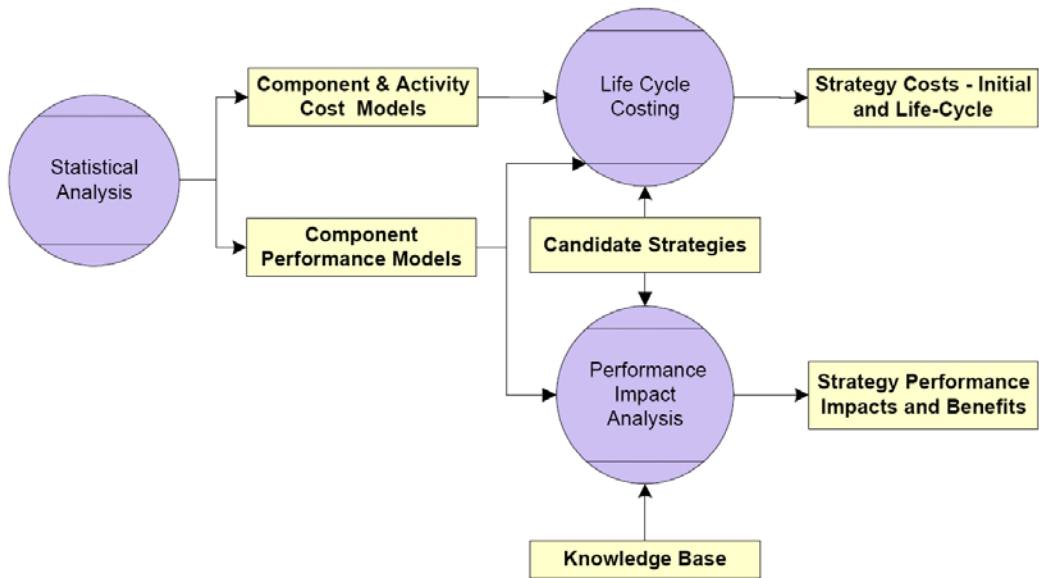 Statistical
Analysis
Component & Activity
Cost Models
Component
Performance Models
Life Cycle
Costing
Candidate Strategies
Performance
Impact
Analysis
Knowledge Base
Strategy Costs - Initial
and Life-Cycle
Strategy Performance
Impacts and Benefits